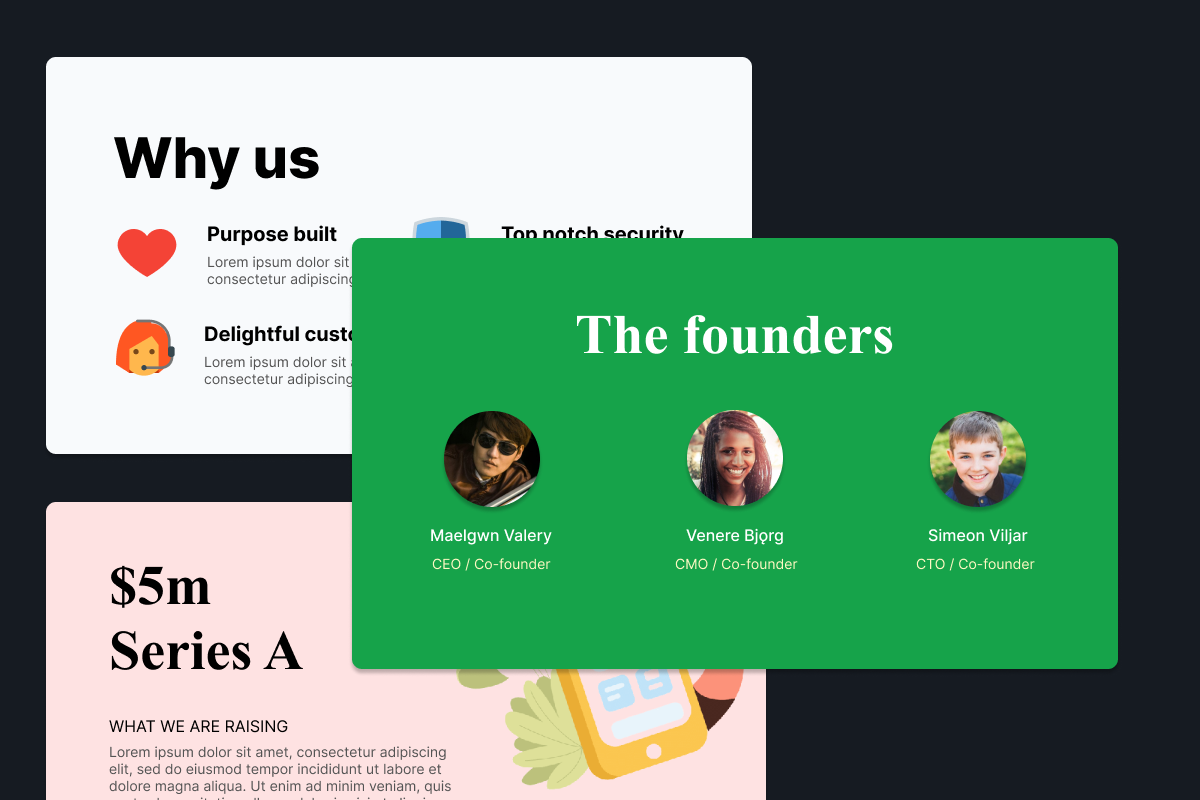 Why us
Purpose built
Lorem ipsum dolor sit
consectetur adipiscing
Top notch security
Delightful
Lorem ipsum dolor sit
consectetur adipiscing
The founders
Maelgwn Valery
CEO / Co-founder
Venere Bjǫrg
CMO / Co-founder
Simeon Viljar
CTO / Co-founder
$5m
Series A
WHAT WE ARE RAISING
Lorem ipsum dolor sit amet, consectetur adipiscing
elit, sed do eiusmod tempor incididunt ut labore et
dolore magna aliqua. Ut enim ad minim veniam, quis